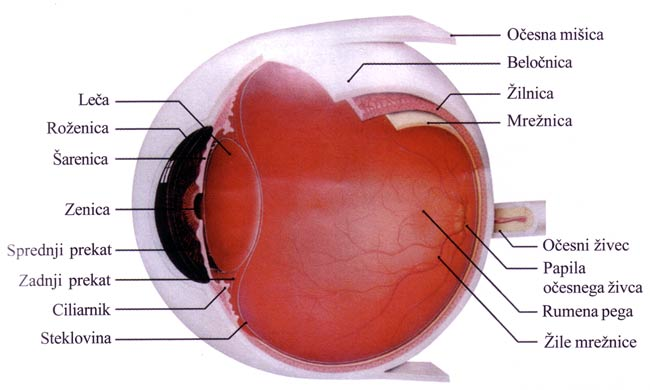 Leča
Roženica
Šarenica
Zenica
Sprednji prekat
Zadnji prekat
Ciliarnik
Steklovina
Očesna mišica
Beločnica
Žilnica
Mrežnica
Očesni živec
Papila
očesnega živca
Rumena pega
Žile mrežnice